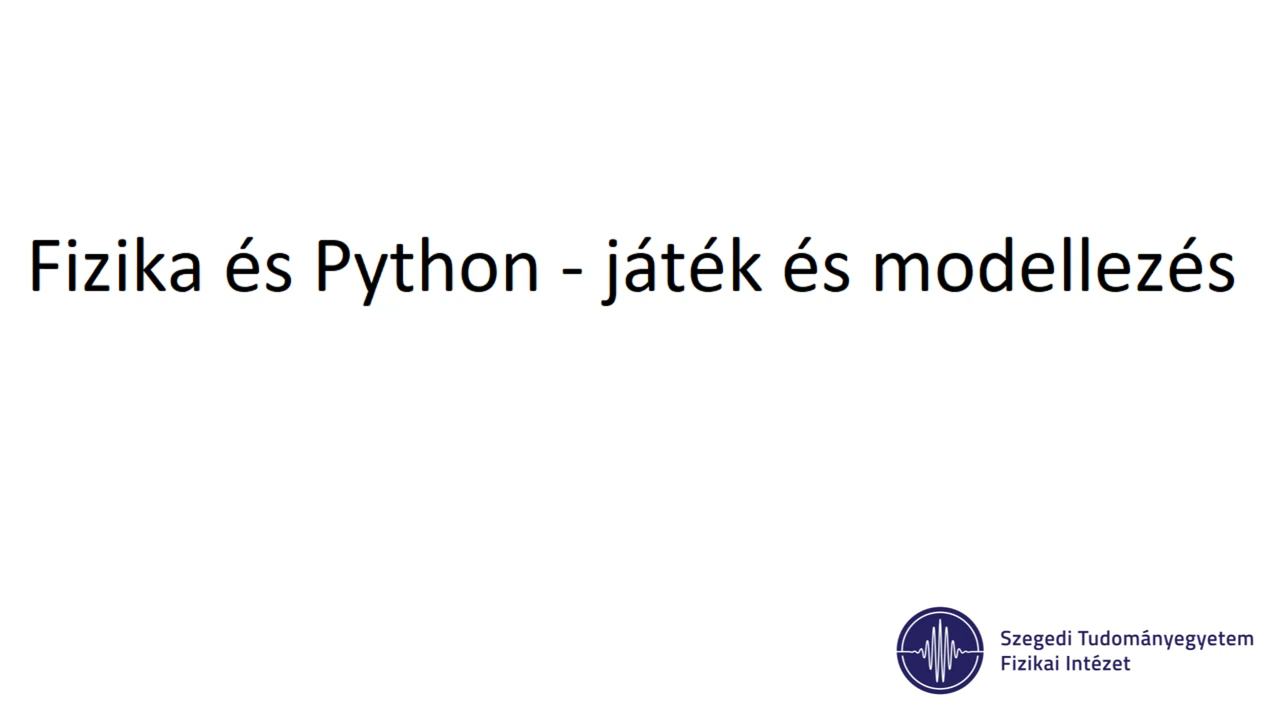 Fizika és Python - játék és modellezés
Szegedi Tudományegyetem
Fizikai Intézet